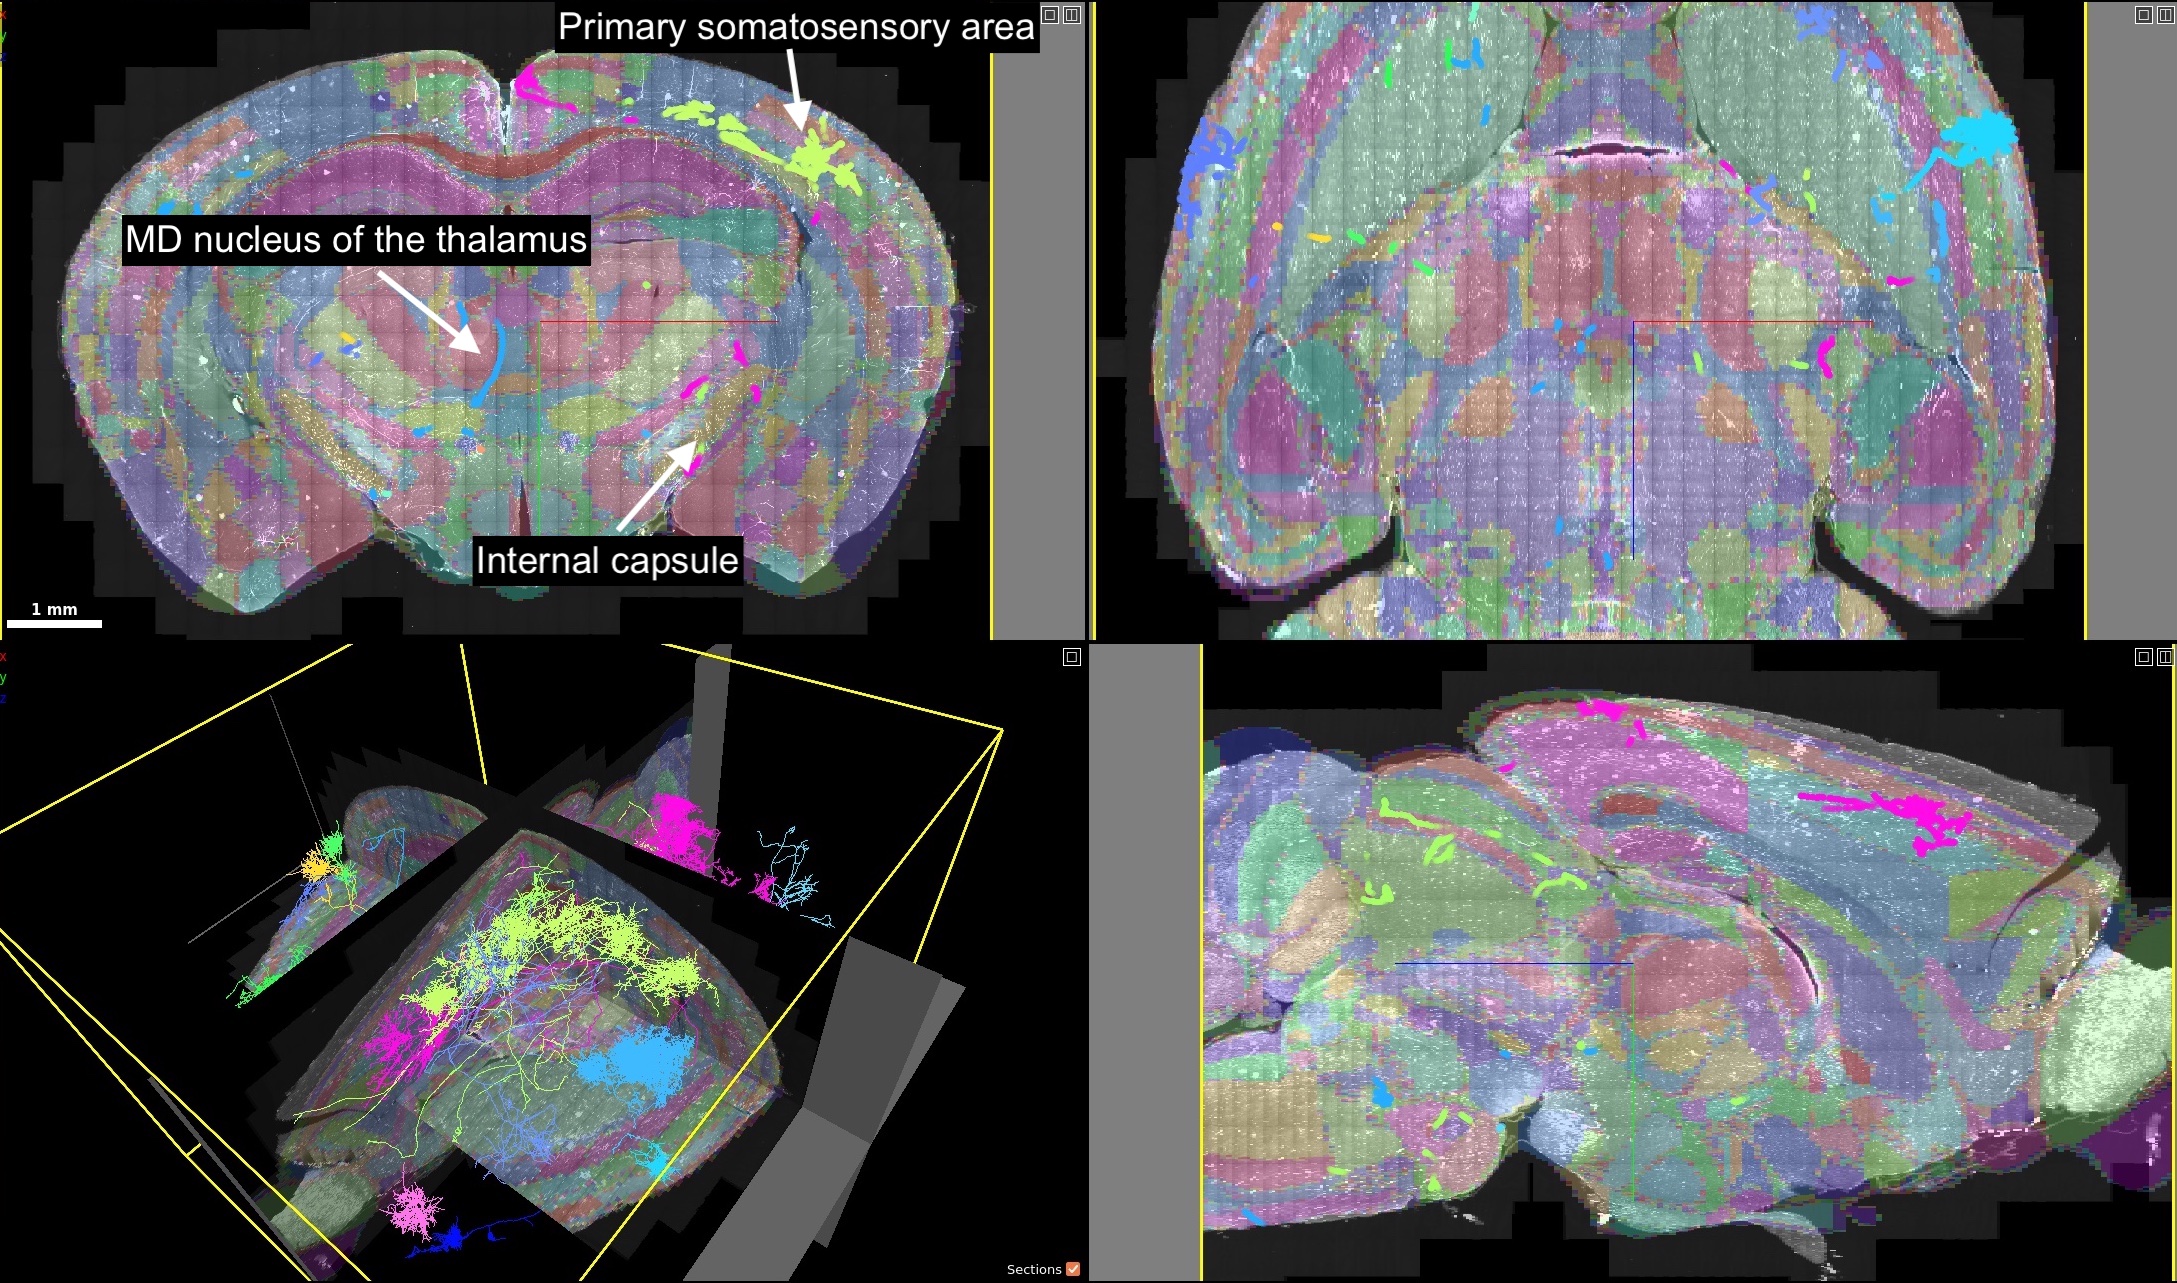 x
y
z
Primary somatosensory area
MD nucleus of the thalamus
Internal capsule
1 mm
x
y
z
Sections